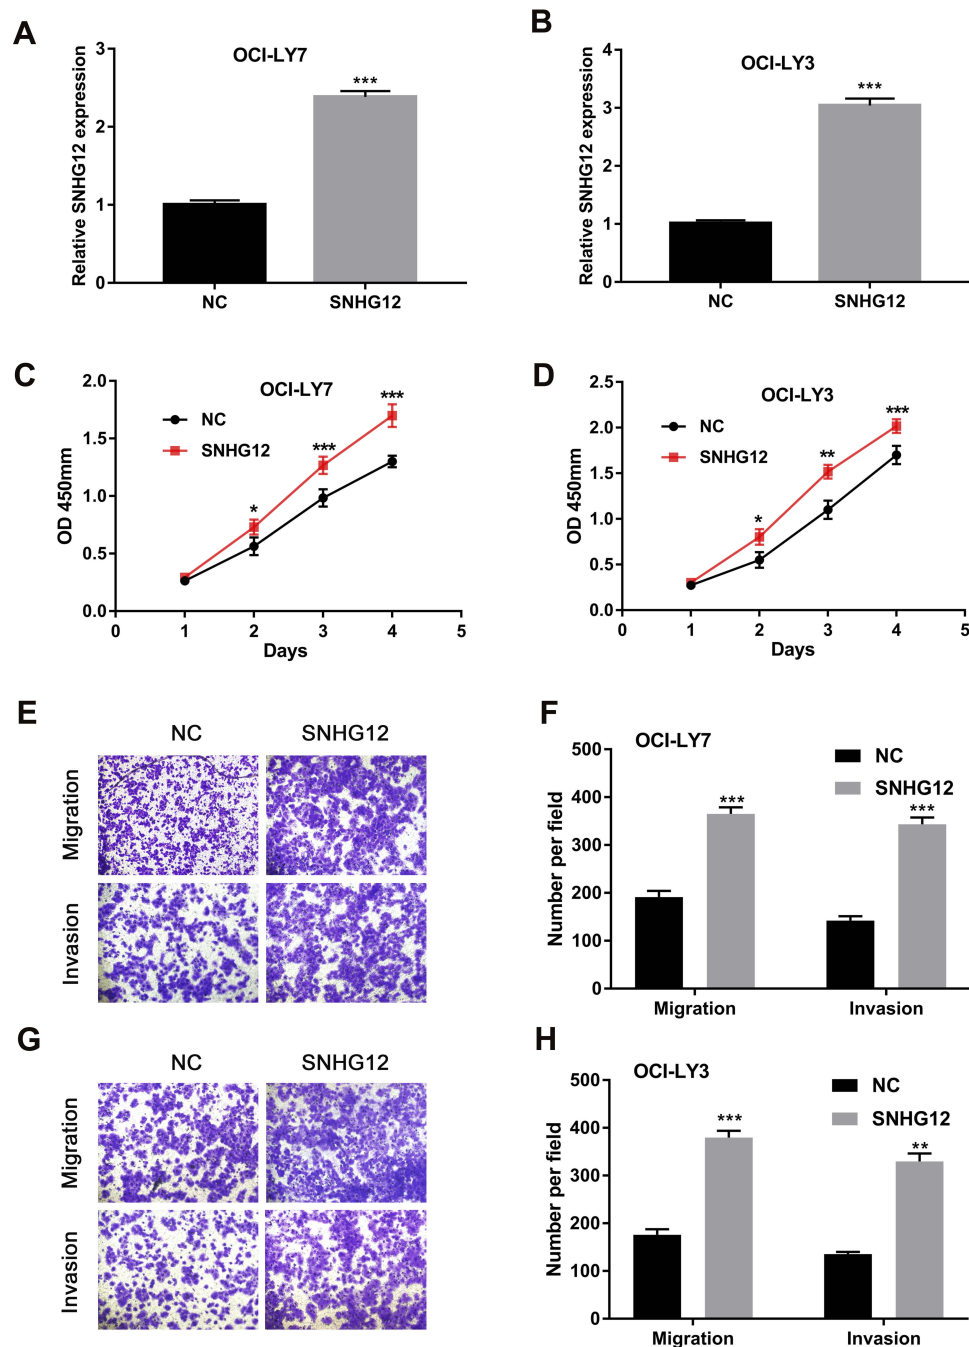 A
OCI-LY7
Relative SNHG12 expression
3
2
1
0
***
NC
SNHG12
B
OCI-LY3
Relative SNHG12 expression
4
3
2
1
0
***
NC
SNHG12
C
OCI-LY7
OD 450mm
2.0
1.5
1.0
0.5
0.0
NC
SNHG12
*
***
***
0 1 2 3 4 5
Days
D
OCI-LY3
OD 450mm
2.5
2.0
1.5
1.0
0.5
0.0
NC
SNHG12
*
**
***
0 1 2 3 4 5
Days
E
NC SNHG12
Migration
Invasion
F
OCI-LY7
Number per field
500
400
300
200
100
0
NC
SNHG12
***
***
Migration Invasion
G
NC SNHG12
Migration
Invasion
H
OCI-LY3
Number per field
500
400
300
200
100
0
NC
SNHG12
***
**
Migration Invasion